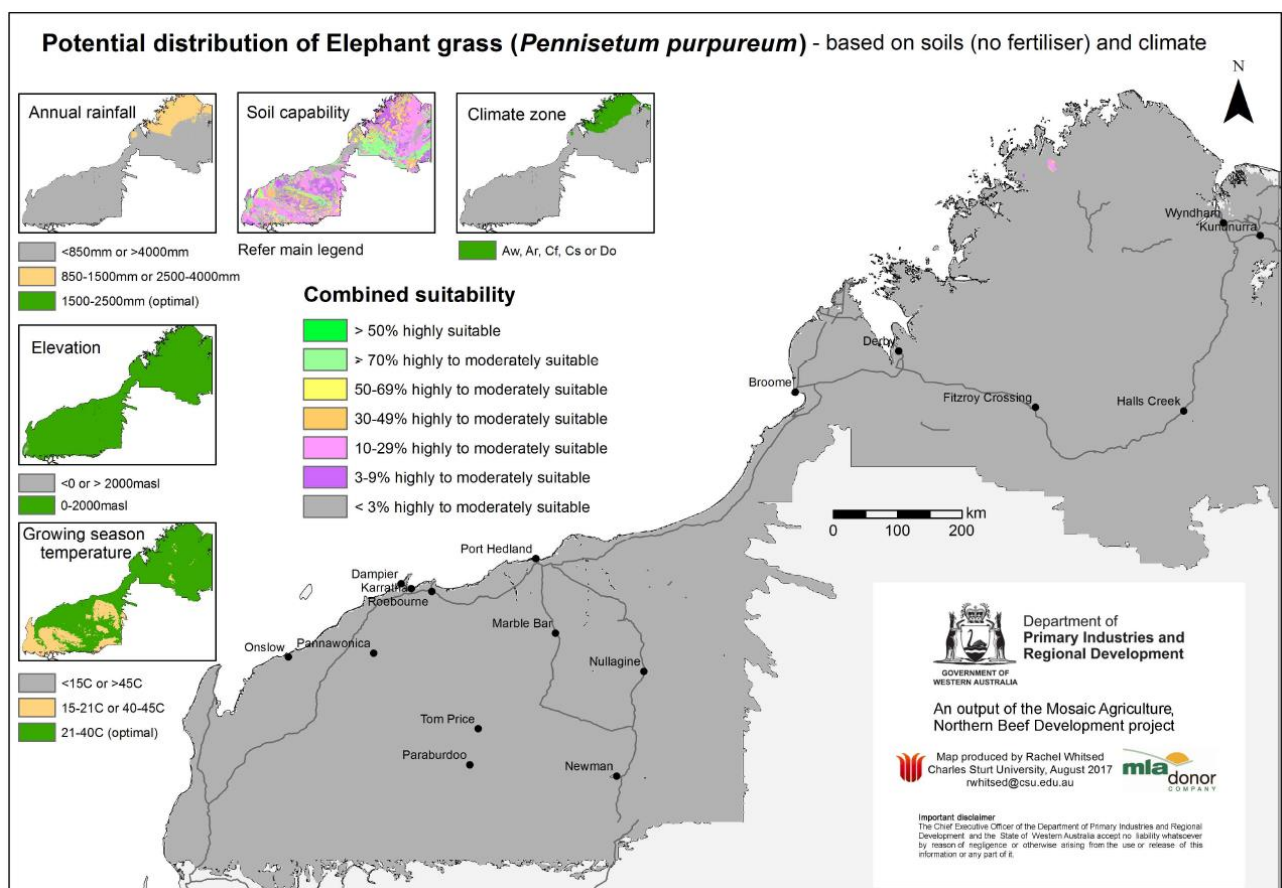 Potential distribution of Elephant grass (Pennisetum purpureum) - based on soils (no fertiliser) and climate
Annual rainfall
<850mm or >4000mm
850-1500mm or 2500-4000mm
1500-2500mm (optimal)
Soil capability
Refer main legend
Climate zone
Aw, Ar, Cf, Cs or Do
N
Elevation
<0 or > 2000masl
0-2000masl
Growing season
temperature
<15C or >45C
15-21C or 40-45C
21-40C (optimal)
Combined suitability
> 50% highly suitable
> 70% highly to moderately suitable
50-69% highly to moderately suitable
30-49% highly to moderately suitable
10-29% highly to moderately suitable
3-9% highly to moderately suitable
< 3% highly to moderately suitable
Wyndham
Kununurra
Derby
Broome
Fitzroy Crossing
Halls Creek
km
0 100 200
Port Hedland
Dampier
Karratha
Roebourne
Marble Bar
Onslow
Pannawonica
Nullagine
Tom Price
Paraburdoo
Newman
GOVERNMENT OF
WESTERN AUSTRALIA
Department of
Primary Industries and
Regional Development
An output of the Mosaic Agriculture,
Northern Beef Development project
Map produced by Rachel Whitsed
Charles Sturt University, August 2017
rwhitsed@csu.edu.au
mla
donor
COMPANY
Important disclaimer
The Chief Executive Officer of the Department of Primary Industries and Regional
Development and the State of Western Australia accept no liability whatsoever
by reason of negligence or otherwise arising from the use or release of this
information or any part of it.